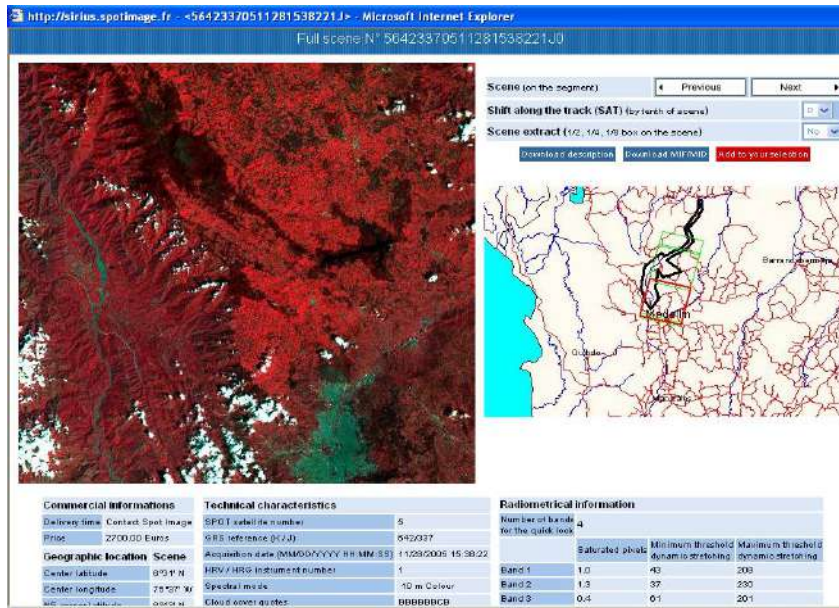 http://sirius.spotimage.fr - <56423370511281538221J> - Microsoft Internet Explorer
Full scene N° 56423370511281538221J0
Scene (on the segment) Previous Next
Shift along the track (SAT) (by tenth of scene) 0
Scene extract (1/2, 1/4, 1/8 box on the scene) No
Download description Download MIF/MID Add to your selection
Medellin
Quibdo
Commercial informations
Delivery time Contact Spot Image
Price 2700.00 Euros
Geographic location Scene
Center latitude 6°31' N
Center longitude 75°37' W
Technical characteristics
SPOT satellite number 5
GRS reference (K/J) 642/337
Acquisition date (MM/DD/YYYY HH:MM:SS) 11/28/2005 15:38:22
HRV / HRG instrument number 1
Spectral mode 10 m Colour
Cloud cover quotes BBBBBBCB
Radiometrical information
Number of bands for the quick look 4
Saturated pixels Minimum threshold dynamic stretching Maximum threshold dynamic stretching
Band 1 1.0 43 208
Band 2 1.3 37 230
Band 3 0.4 61 201